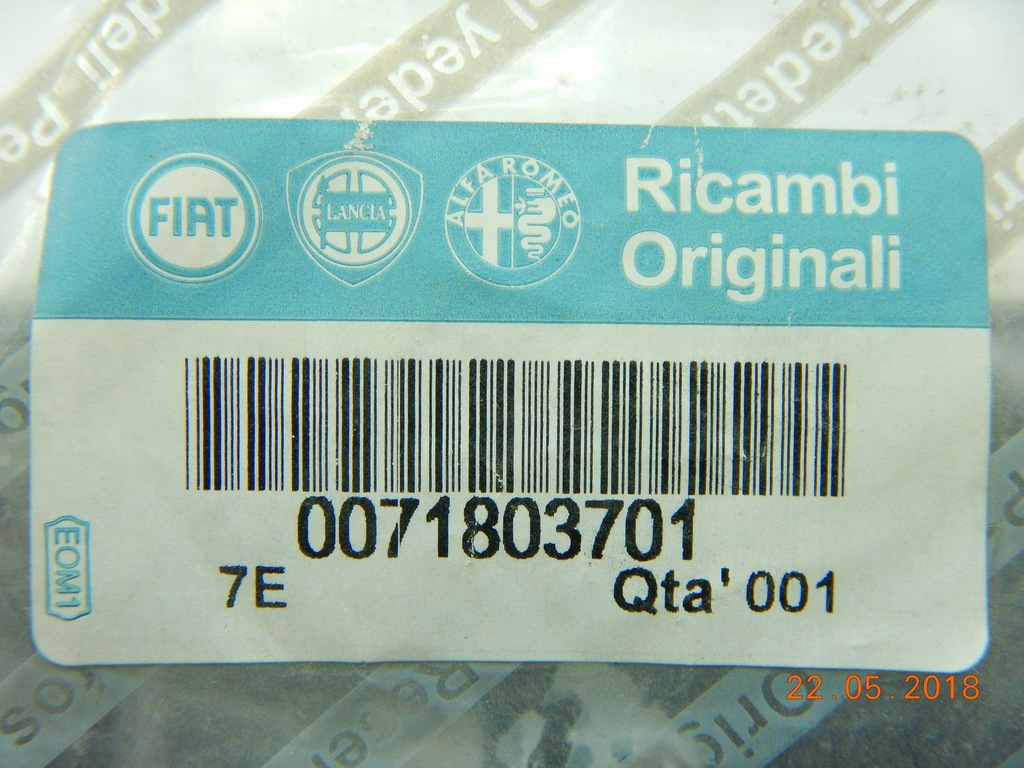 FIAT
LANCIA
ALFA ROMEO
Ricambi
Originali
0071803701
7E Qta' 001
EOM1
22.05.2018